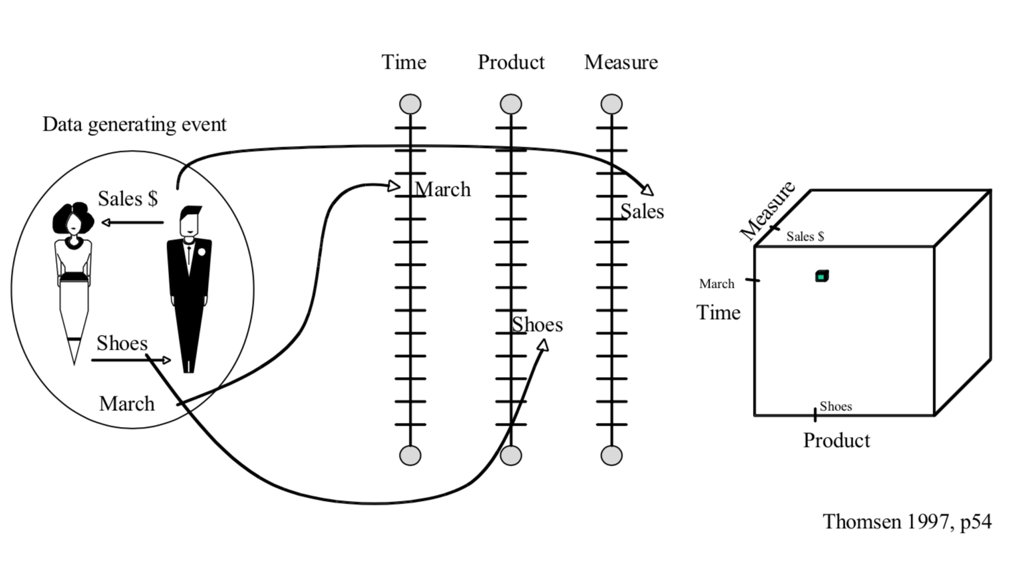 Time Product Measure
Data generating event
Sales $
March
Sales
Shoes
Shoes
March
Measure
Sales $
March
Time
Shoes
Product
Thomsen 1997, p54